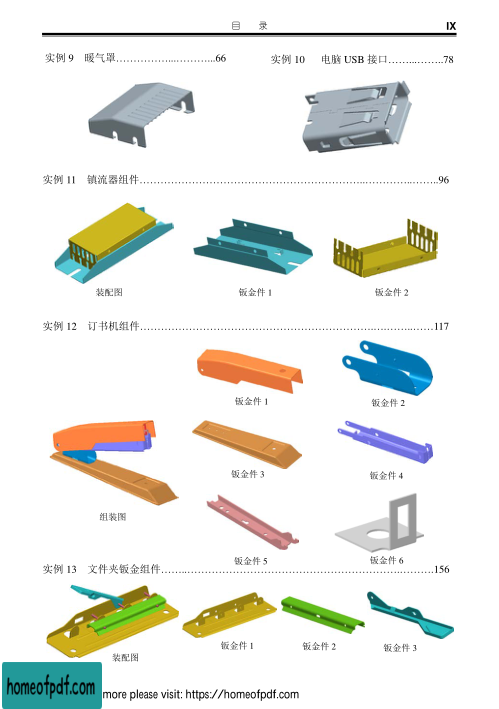 目 录 IX
实例 9 暖气罩……………...………...66 实例 10 电脑 USB 接口……...……..78
实例 11 镇流器组件……………………………………………………….…………..……..96
装配图 钣金件 1 钣金件 2
实例 12 订书机组件…………………………………………………………………..……117
钣金件 1 钣金件 2
钣金件 3 钣金件 4
组装图
钣金件 5 钣金件 6
实例 13 文件夹钣金组件……..…………………………………………………….………156
钣金件 1 钣金件 2 钣金件 3
装配图
homeofpdf.com more please visit: https://homeofpdf.com